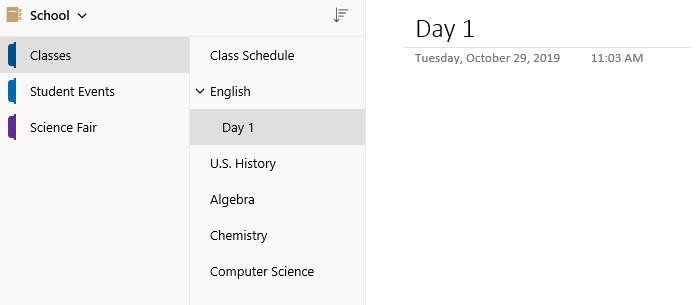 School
Classes
Student Events
Science Fair
Class Schedule
English
Day 1
U.S. History
Algebra
Chemistry
Computer Science
Day 1
Tuesday, October 29, 2019 11:03 AM